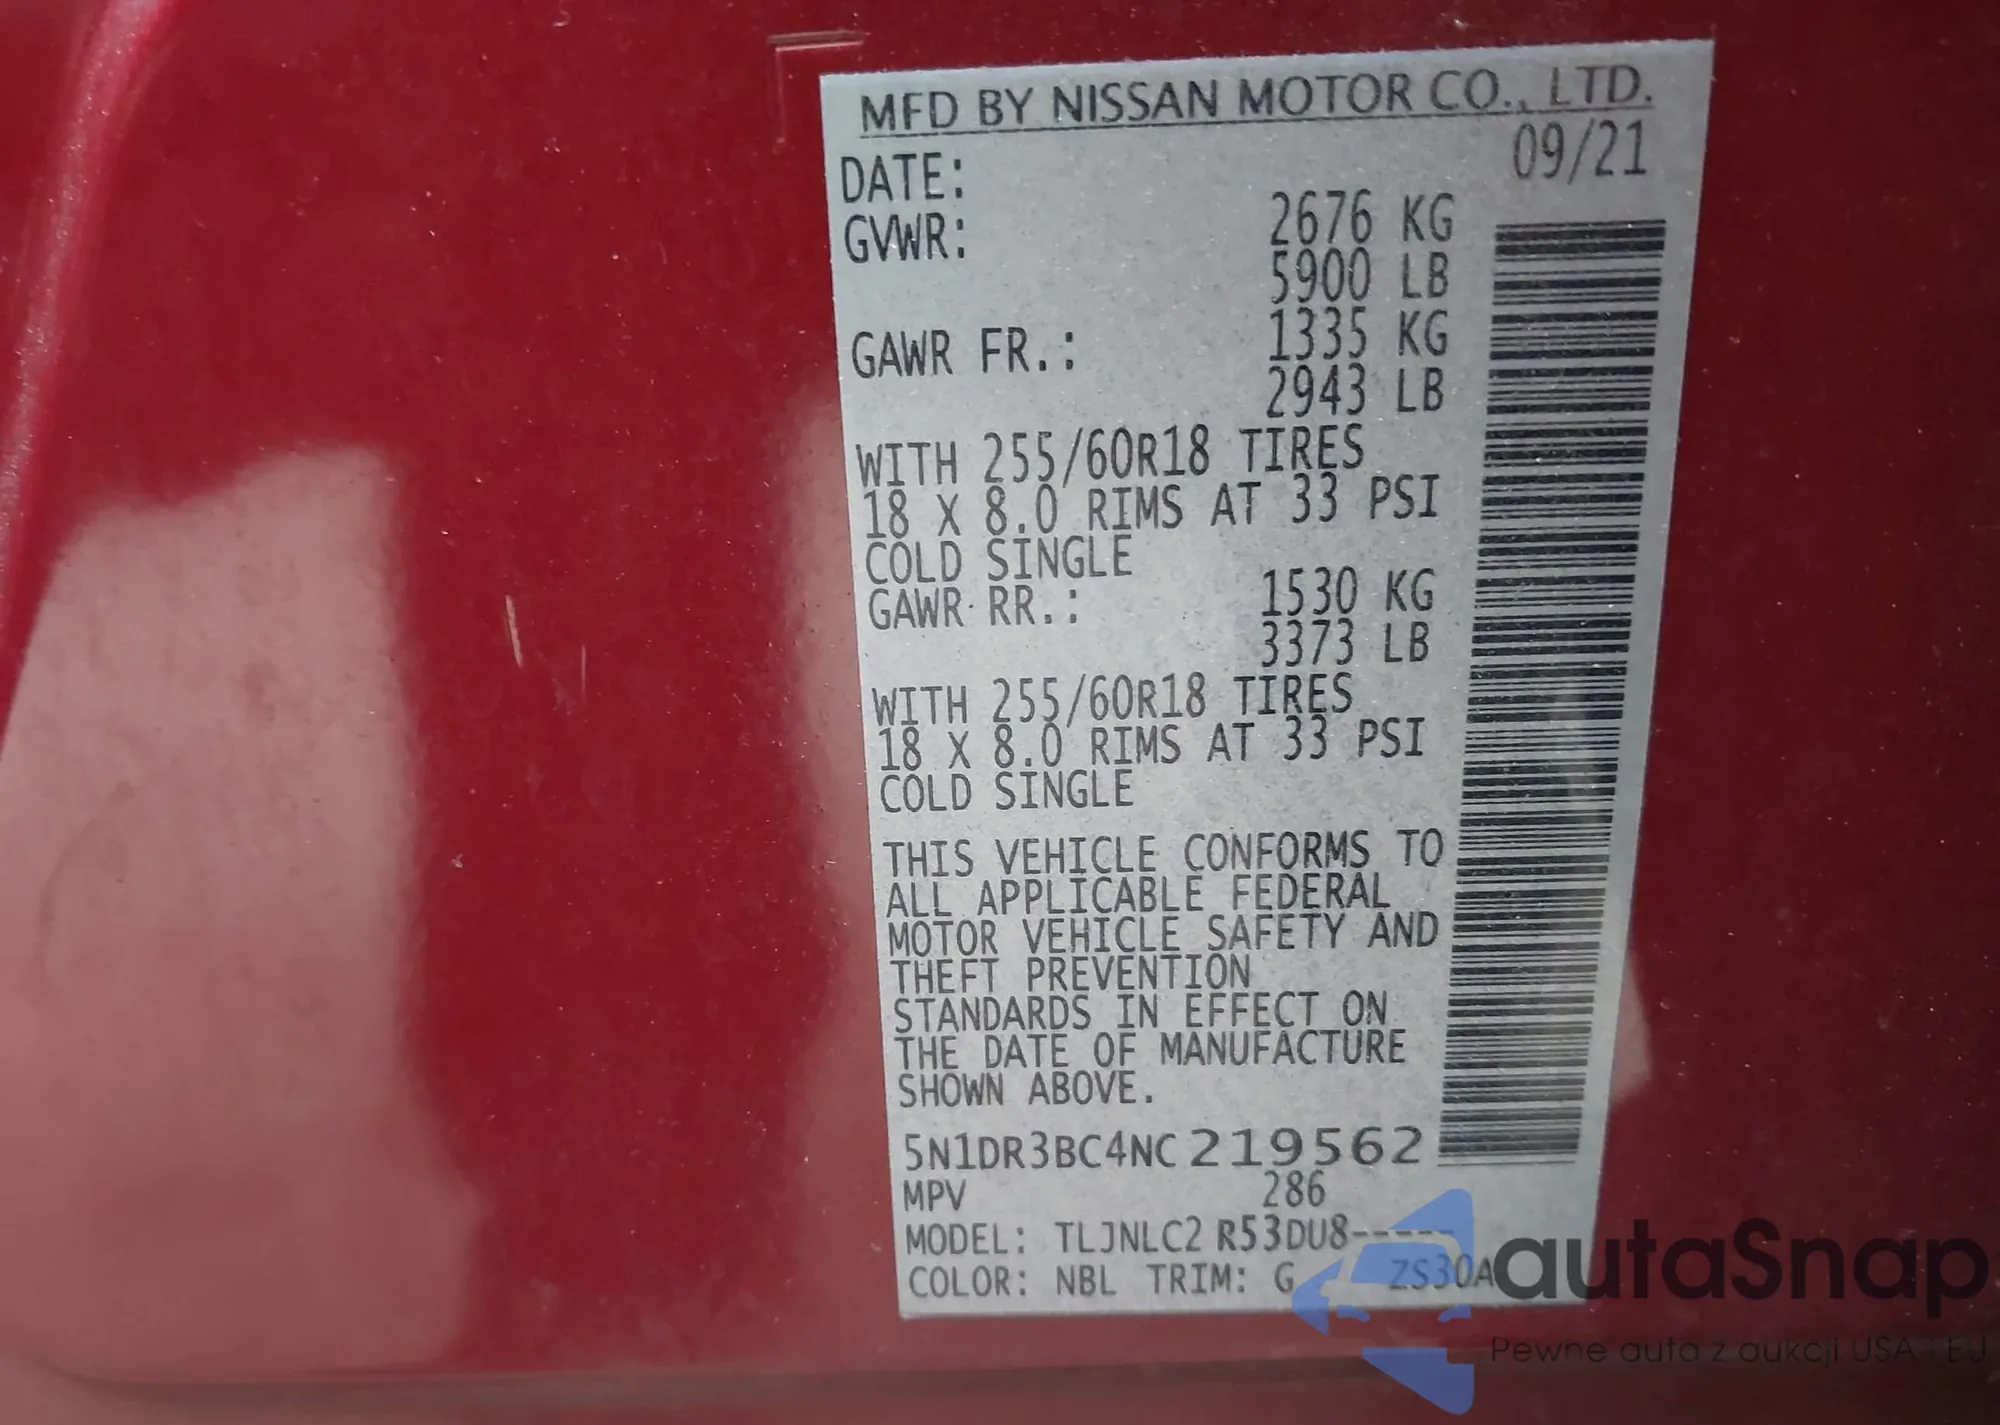 MFD BY NISSAN MOTOR CO., LTD.
DATE: 09/21
GVWR: 2676 KG
5900 LB
GAWR FR.: 1335 KG
2943 LB
WITH 255/60R18 TIRES
18 X 8.0 RIMS AT 33 PSI
COLD SINGLE
GAWR RR.: 1530 KG
3373 LB
WITH 255/60R18 TIRES
18 X 8.0 RIMS AT 33 PSI
COLD SINGLE
THIS VEHICLE CONFORMS TO
ALL APPLICABLE FEDERAL
MOTOR VEHICLE SAFETY AND
THEFT PREVENTION
STANDARDS IN EFFECT ON
THE DATE OF MANUFACTURE
SHOWN ABOVE.
5N1DR3BC4NC219562
MPV 286
MODEL: TLJNLC2 R53DU8-----
COLOR: NBL TRIM: G ZS30A
autaSnap
Pewne auta z aukcji USA i EU